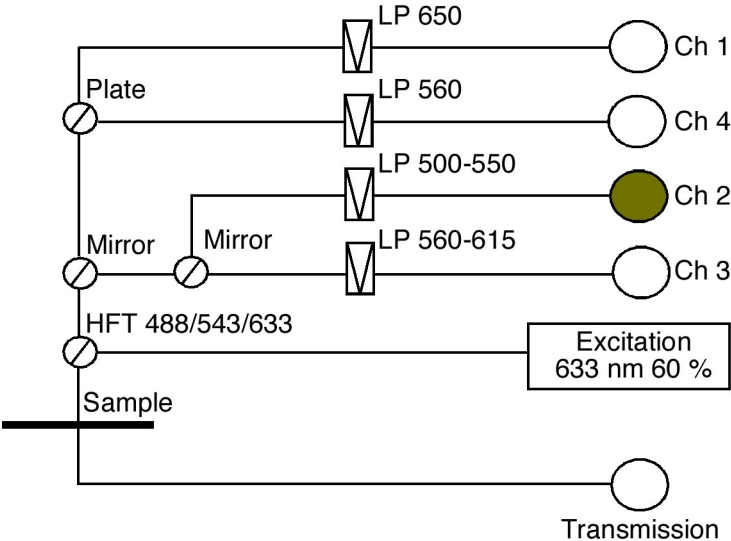 LP 650
Ch 1
Plate
LP 560
Ch 4
LP 500-550
Ch 2
Mirror
Mirror
LP 560-615
Ch 3
HFT 488/543/633
Excitation
633 nm 60 %
Sample
Transmission